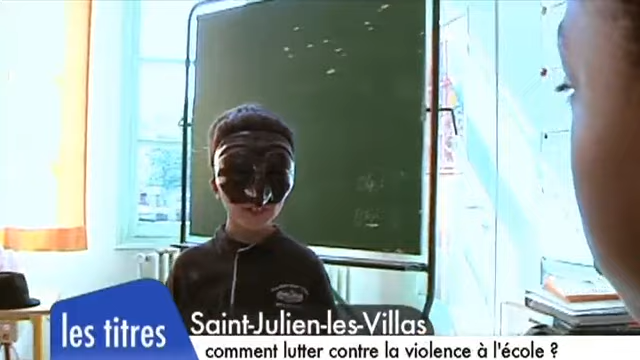 les titres
Saint-Julien-les-Villas
comment lutter contre la violence à l'école ?